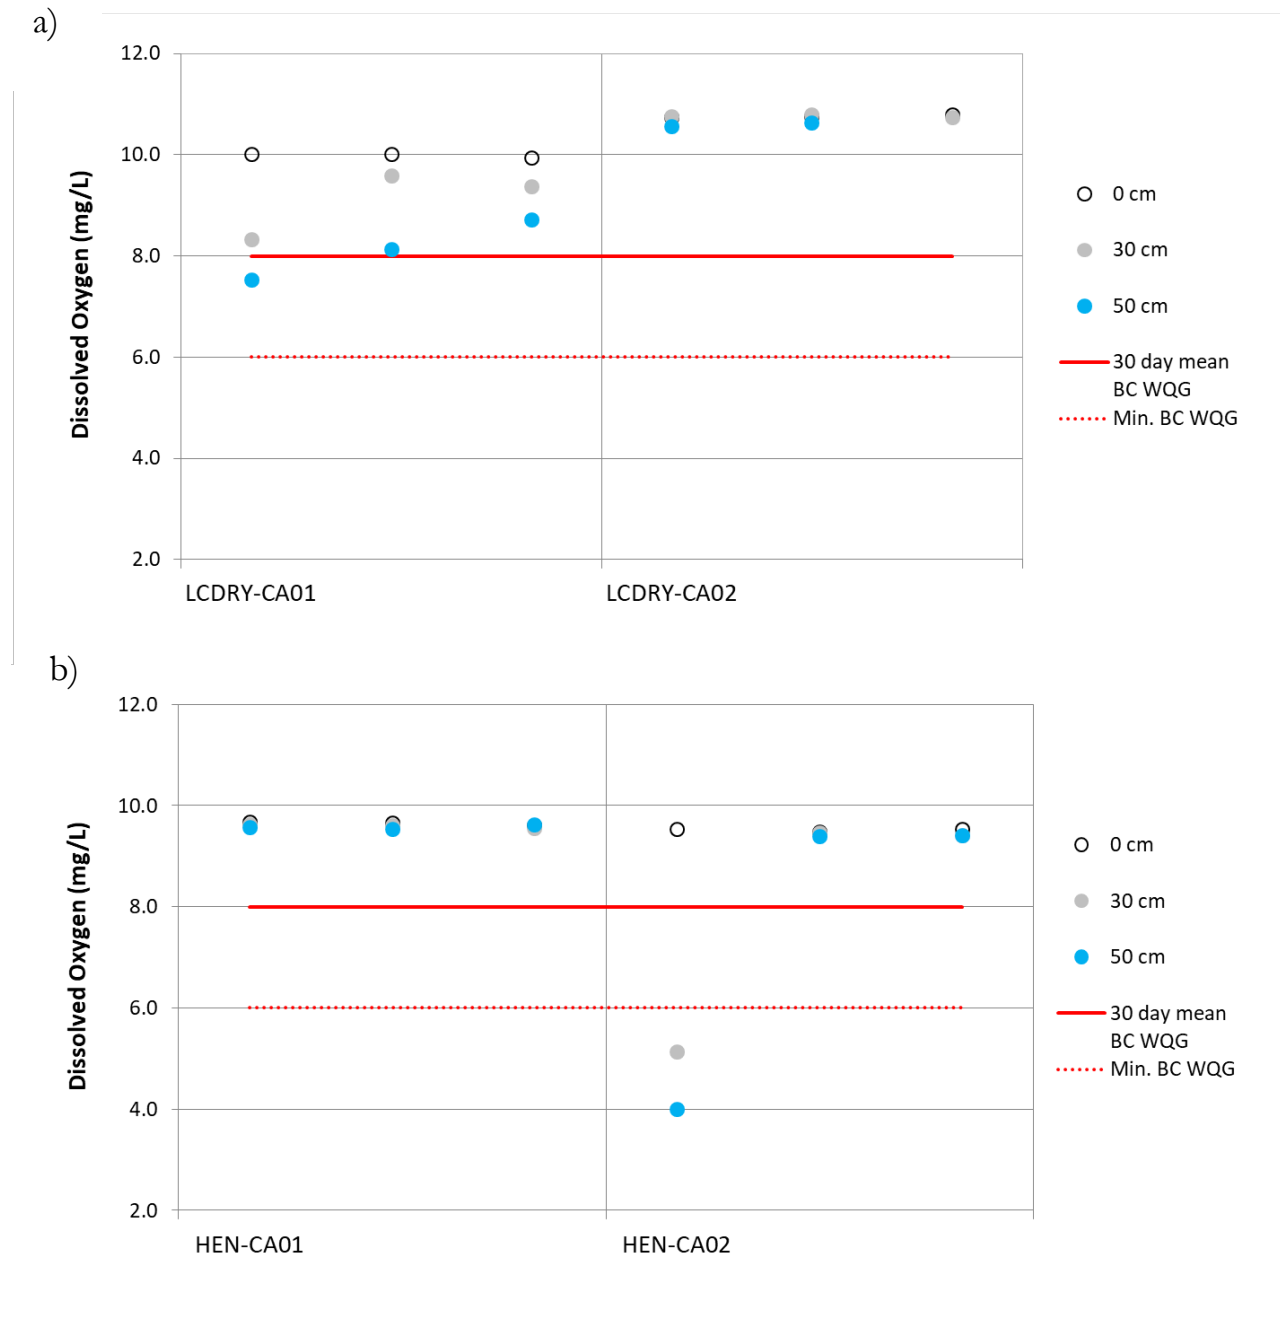 a)
12.0
10.0
8.0
6.0
4.0
2.0
Dissolved Oxygen (mg/L)
LCDRY-CA01
LCDRY-CA02
0 cm
30 cm
50 cm
30 day mean
BC WQG
Min. BC WQG
b)
12.0
10.0
8.0
6.0
4.0
2.0
Dissolved Oxygen (mg/L)
HEN-CA01
HEN-CA02
0 cm
30 cm
50 cm
30 day mean
BC WQG
Min. BC WQG